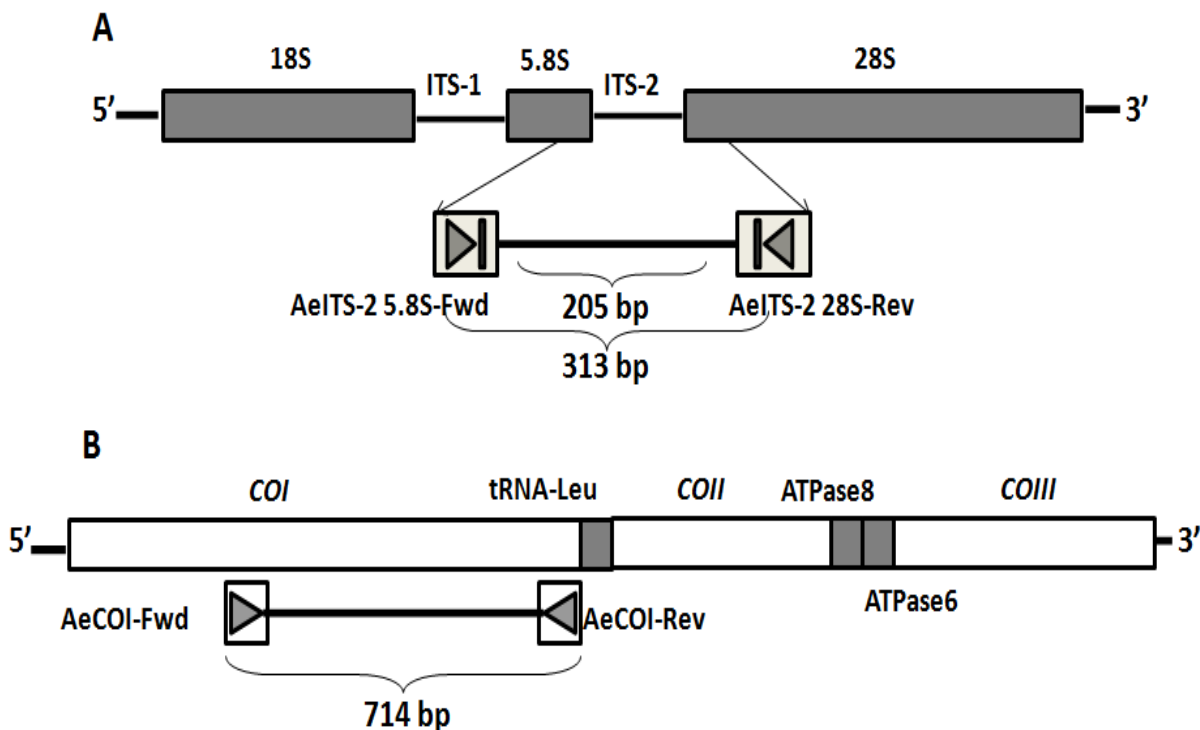 A
18S 5.8S 28S
ITS-1 ITS-2
5’ 3’
AeITS-2 5.8S-Fwd 205 bp AeITS-2 28S-Rev
313 bp
B
COI tRNA-Leu COII ATPase8 COIII
5’ 3’
AeCOI-Fwd AeCOI-Rev ATPase6
714 bp